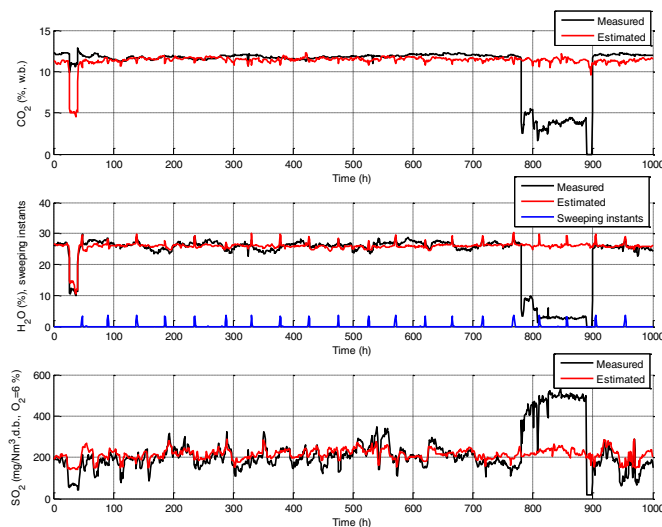 Measured
Estimated
15
10
5
0
CO2 (%, w.b.)
0 100 200 300 400 500 600 700 800 900 1000
Time (h)
Measured
Estimated
Sweeping instants
40
30
20
10
0
H2O (%), sweeping instants
0 100 200 300 400 500 600 700 800 900 1000
Time (h)
Measured
Estimated
600
400
200
0
SO2 (mg/Nm3,d.b., O2=6 %)
0 100 200 300 400 500 600 700 800 900 1000
Time (h)